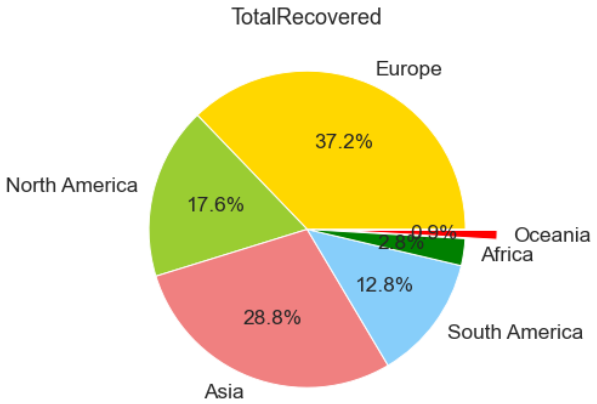 TotalRecovered
Europe
37.2%
North America
17.6%
0.9%
Oceania
2.8%
Africa
12.8%
28.8%
South America
Asia